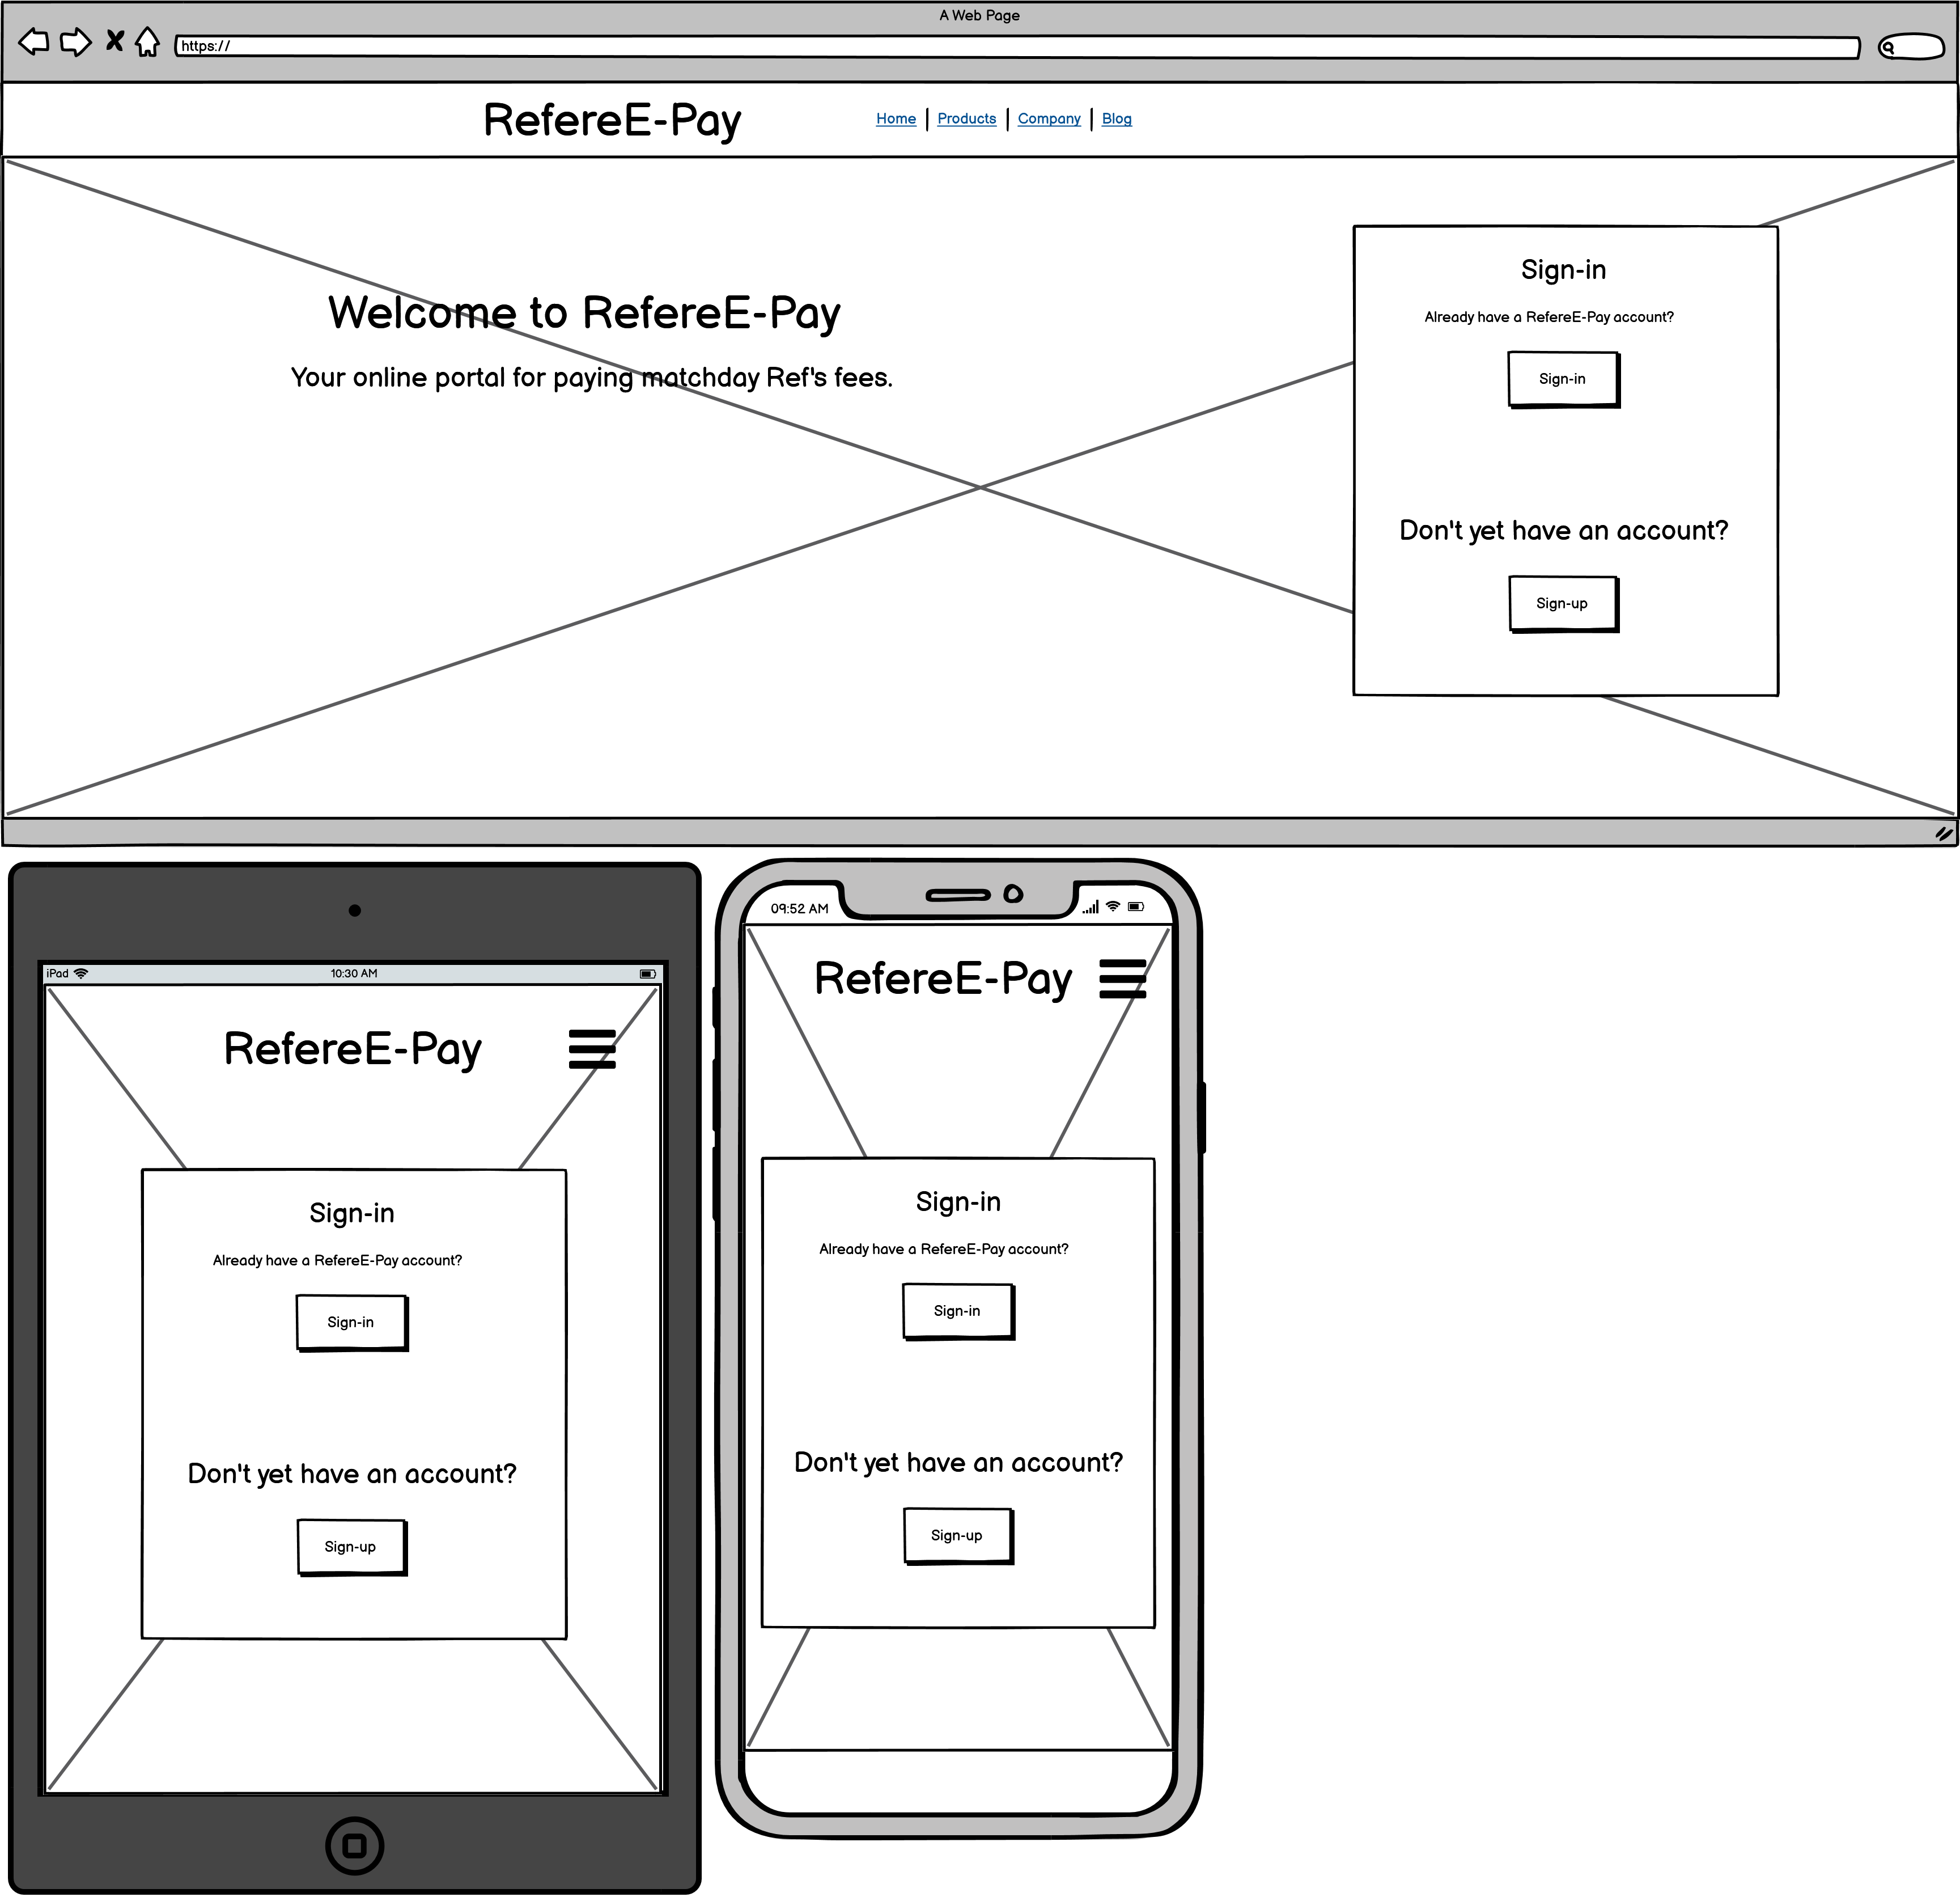 A Web Page
https://
RefereE-Pay
Home Products Company Blog
Welcome to RefereE-Pay
Your online portal for paying matchday Ref's fees.
Sign-in
Already have a RefereE-Pay account?
Sign-in
Don't yet have an account?
Sign-up
iPad 10:30 AM
RefereE-Pay
Sign-in
Already have a RefereE-Pay account?
Sign-in
Don't yet have an account?
Sign-up
09:52 AM
RefereE-Pay
Sign-in
Already have a RefereE-Pay account?
Sign-in
Don't yet have an account?
Sign-up